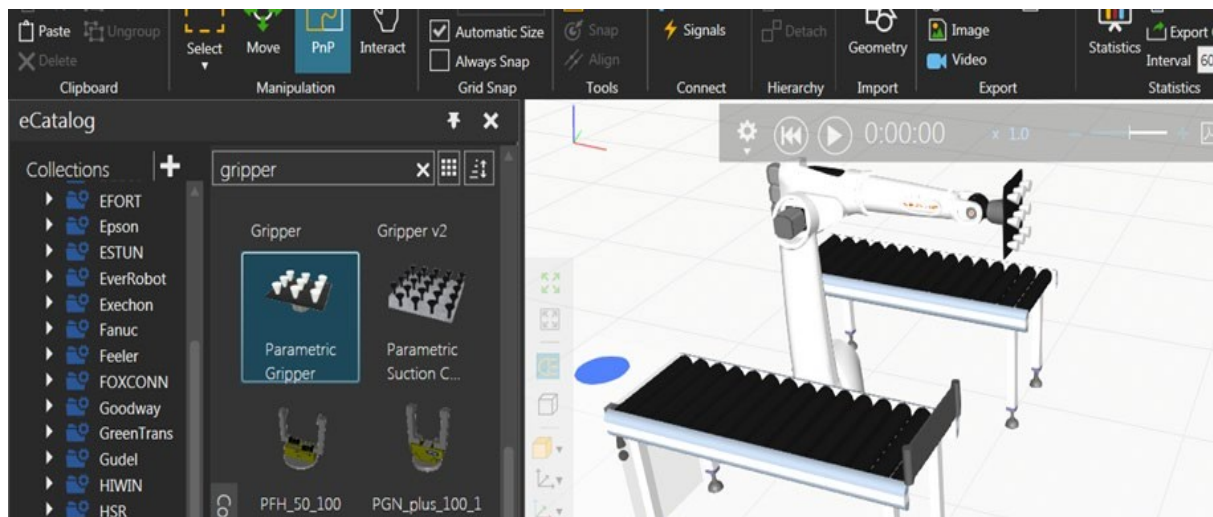 Paste
Ungroup
Delete
Clipboard
Select
Move
PnP
Interact
Manipulation
Automatic Size
Always Snap
Grid Snap
Snap
Align
Tools
Signals
Connect
Detach
Hierarchy
Geometry
Import
Image
Video
Export
Statistics
Export
Interval 60
Statistics
eCatalog
Collections
EFORT
Epson
ESTUN
EverRobot
Exechon
Fanuc
Feeler
FOXCONN
Goodway
GreenTrans
Gudel
HIWIN
HSR
gripper
Gripper
Gripper v2
Parametric
Gripper
Parametric
Suction C...
PFH_50_100
PGN_plus_100_1
0:00:00
x 1.0